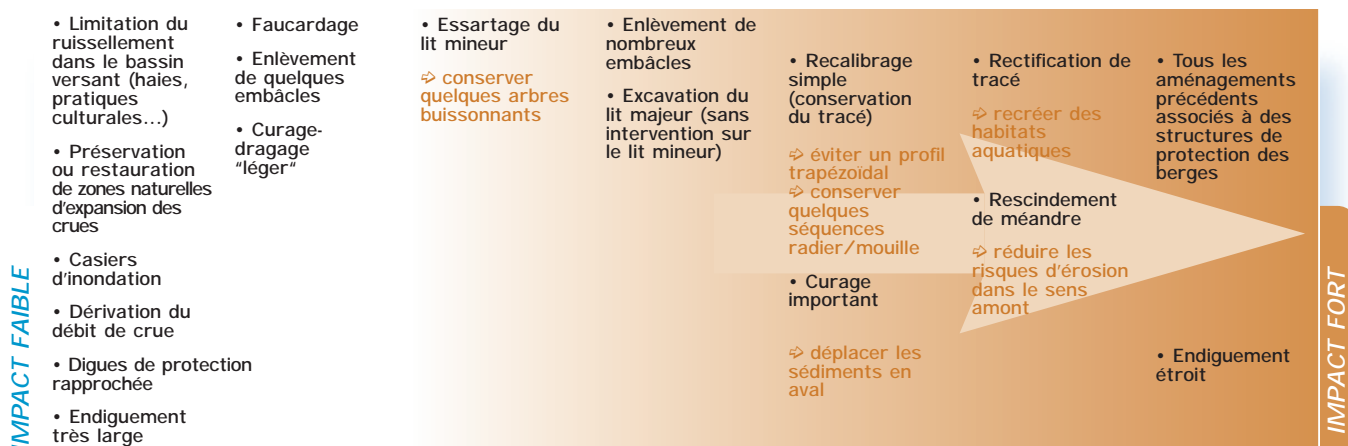 IMPACT FAIBLE
• Limitation du
ruissellement
dans le bassin
versant (haies,
pratiques
culturales…)
• Préservation
ou restauration
de zones naturelles
d'expansion des
crues
• Casiers
d'inondation
• Dérivation du
débit de crue
• Digues de protection
rapprochée
• Endiguement
très large
• Faucardage
• Enlèvement
de quelques
embâcles
• Curage-
dragage
“léger“
• Essartage du
lit mineur
➪ conserver
quelques arbres
buissonnants
• Enlèvement de
nombreux
embâcles
• Excavation du
lit majeur (sans
intervention sur
le lit mineur)
• Recalibrage
simple
(conservation
du tracé)
➪ éviter un profil
trapézoïdal
➪ conserver
quelques
séquences
radier/mouille
• Curage
important
➪ déplacer les
sédiments en
aval
• Rectification de
tracé
➪ recréer des
habitats
aquatiques
• Rescindement
de méandre
➪ réduire les
risques d'érosion
dans le sens
amont
• Tous les
aménagements
précédents
associés à des
structures de
protection des
berges
• Endiguement
étroit
IMPACT FORT